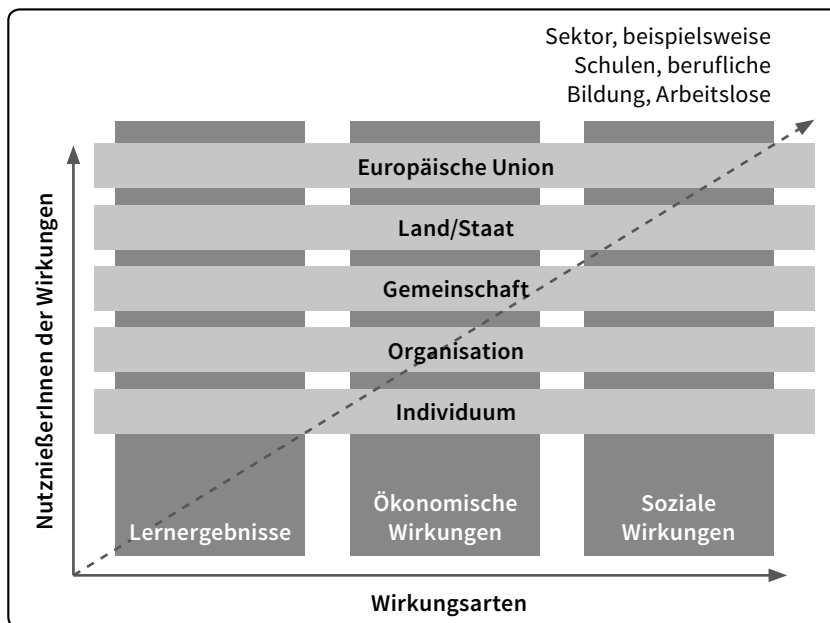 Sektor, beispielsweise
Schulen, berufliche
Bildung, Arbeitslose
Nutznießerinnen der Wirkungen
Europäische Union
Land/Staat
Gemeinschaft
Organisation
Individuum
Lernergebnisse
Ökonomische
Wirkungen
Soziale
Wirkungen
Wirkungsarten